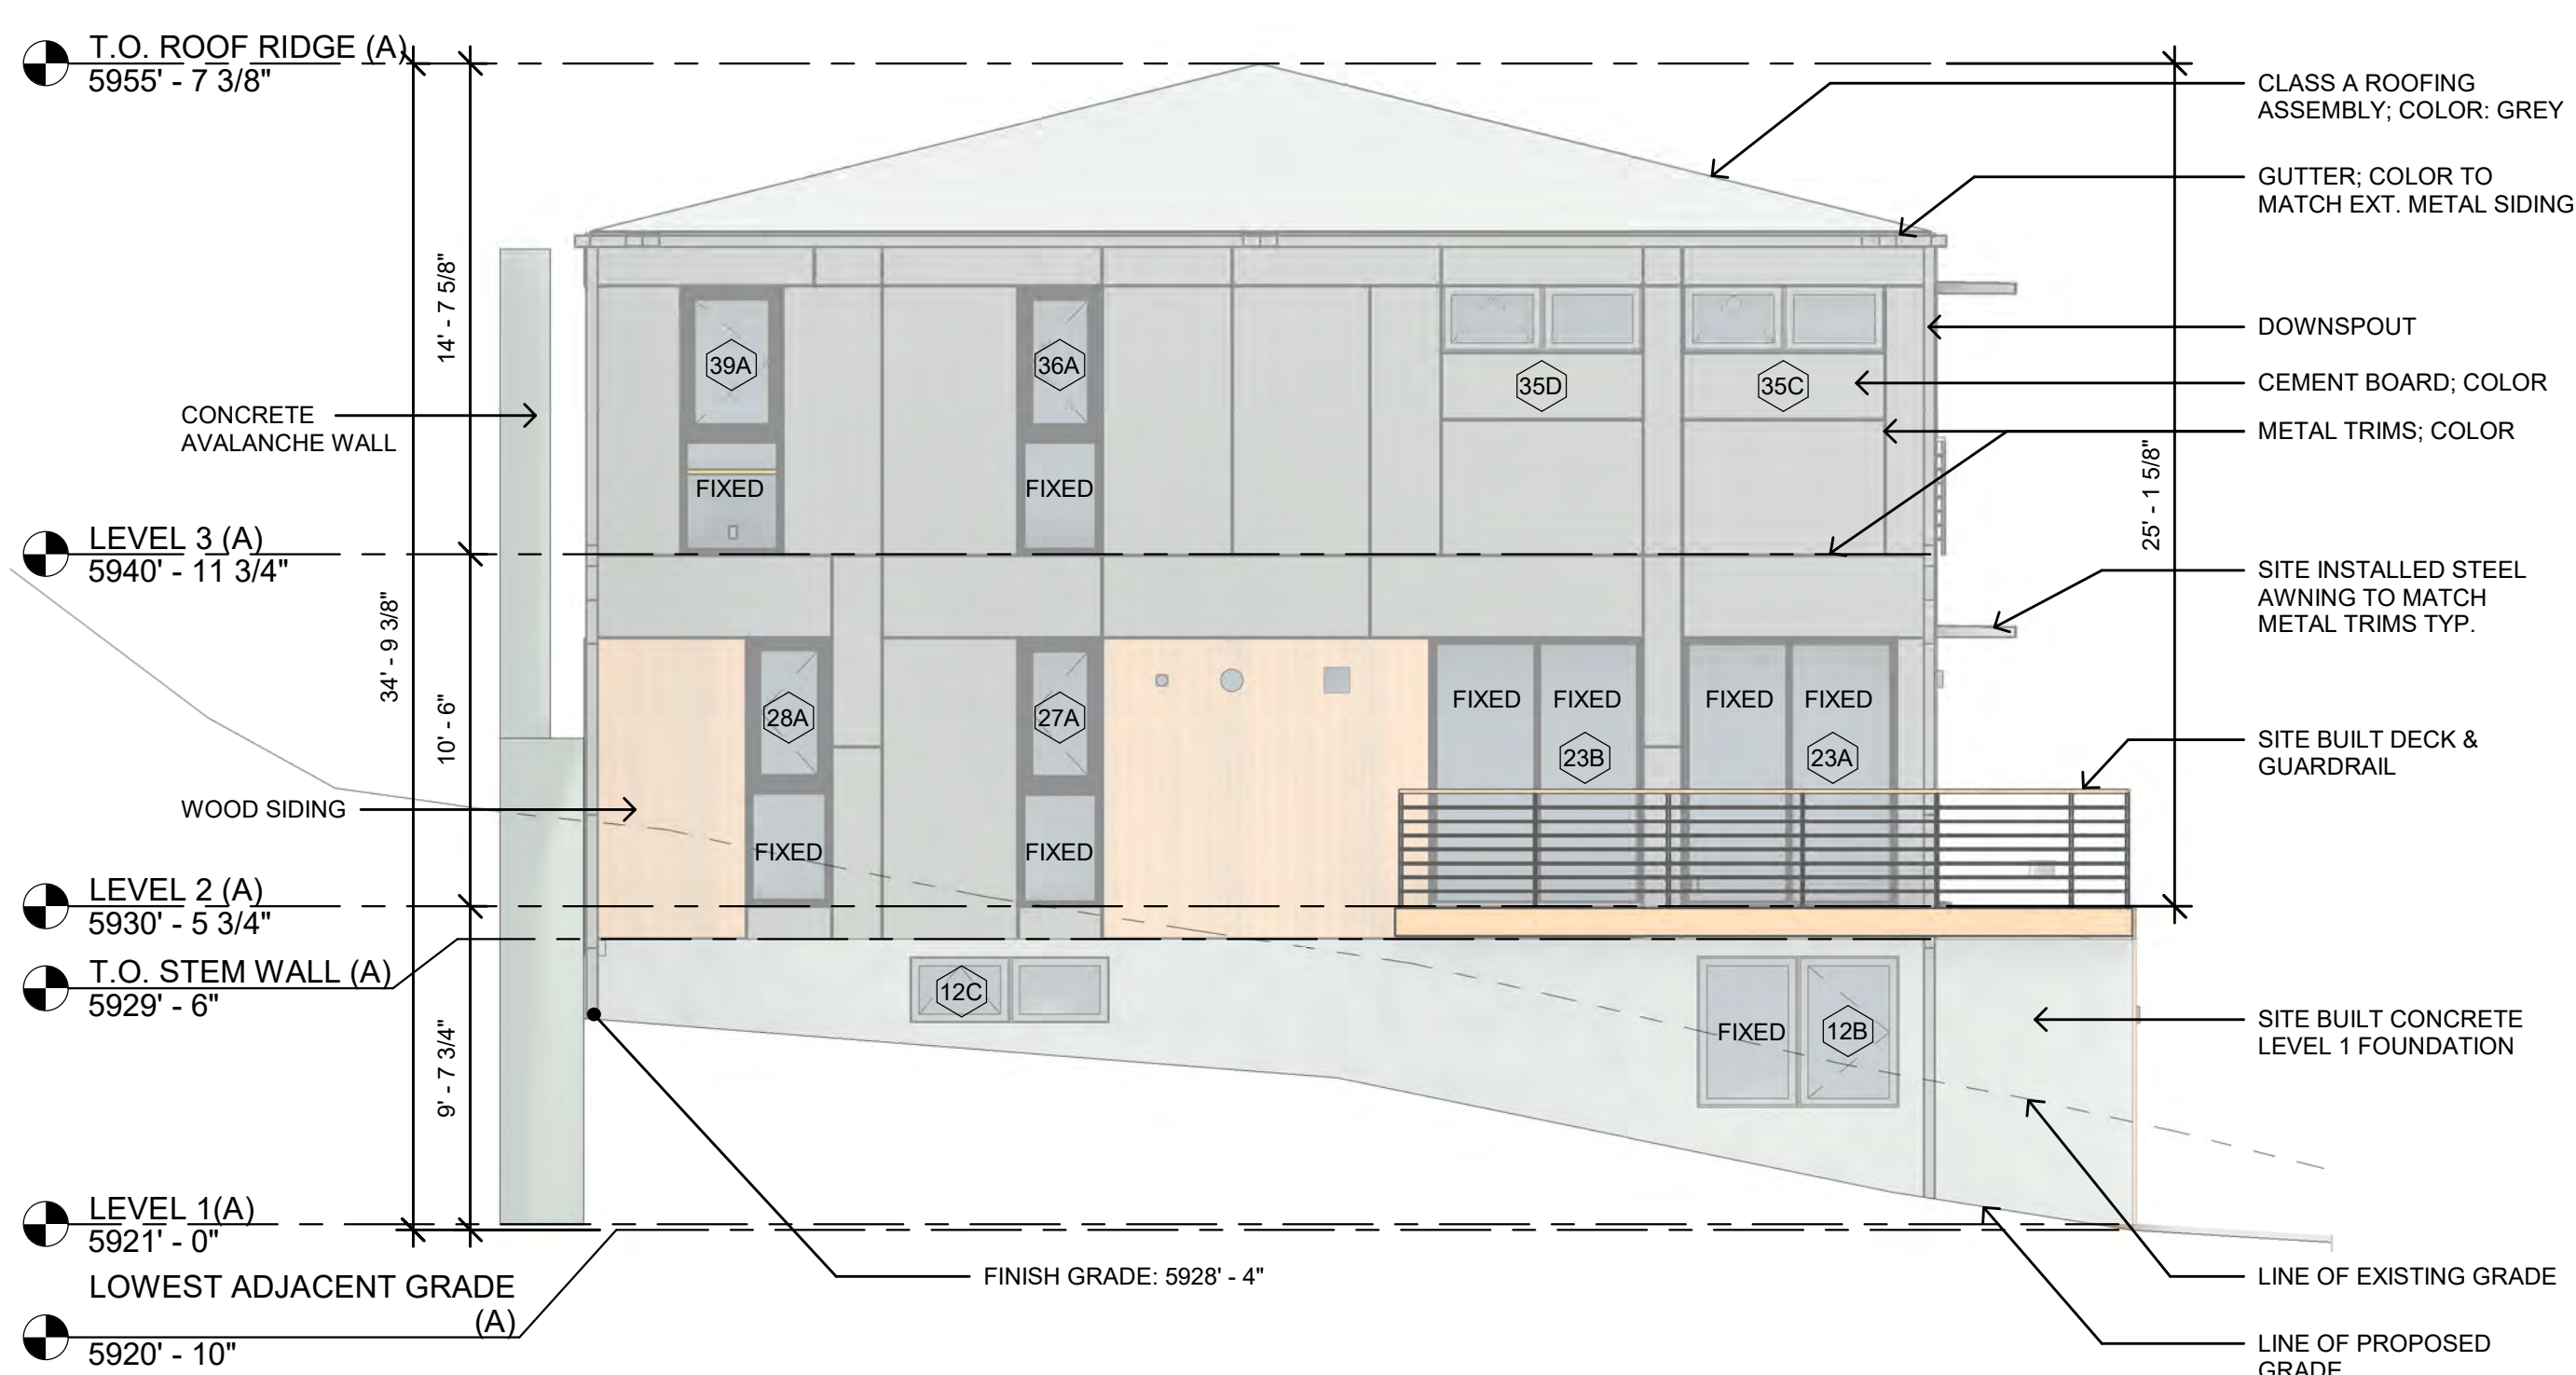 T.O. ROOF RIDGE (A)
5955' - 7 3/8"
CLASS A ROOFING
ASSEMBLY; COLOR: GREY
GUTTER; COLOR TO
MATCH EXT. METAL SIDING
14' - 7 5/8"
DOWNSPOUT
39A
36A
35D
35C
CEMENT BOARD; COLOR
CONCRETE
AVALANCHE WALL
METAL TRIMS; COLOR
25' - 1 5/8"
FIXED
FIXED
LEVEL 3 (A)
5940' - 11 3/4"
SITE INSTALLED STEEL
AWNING TO MATCH
METAL TRIMS TYP.
34' - 9 3/8"
10' - 6"
28A
27A
FIXED
FIXED
FIXED
FIXED
23B
23A
SITE BUILT DECK &
GUARDRAIL
WOOD SIDING
FIXED
FIXED
LEVEL 2 (A)
5930' - 5 3/4"
T.O. STEM WALL (A)
5929' - 6"
12C
FIXED
12B
SITE BUILT CONCRETE
LEVEL 1 FOUNDATION
9' - 7 3/4"
LEVEL 1(A)
5921' - 0"
LOWEST ADJACENT GRADE
(A)
5920' - 10"
FINISH GRADE: 5928' - 4"
LINE OF EXISTING GRADE
LINE OF PROPOSED
GRADE